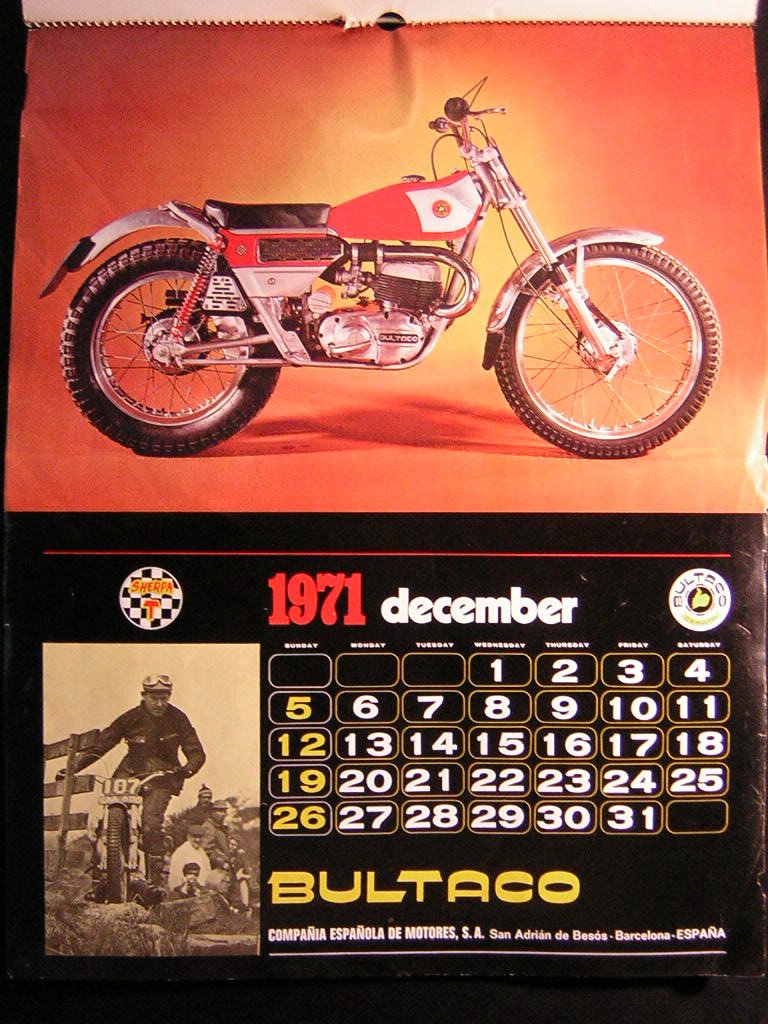 BULTACO
SHERPA
T
1971 december
BULTACO
SUNDAY MONDAY TUESDAY WEDNESDAY THURSDAY FRIDAY SATURDAY
1 2 3 4
5 6 7 8 9 10 11
12 13 14 15 16 17 18
19 20 21 22 23 24 25
26 27 28 29 30 31
107
BULTACO
COMPAÑIA ESPAÑOLA DE MOTORES, S.A. San Adrián de Besós - Barcelona - ESPAÑA